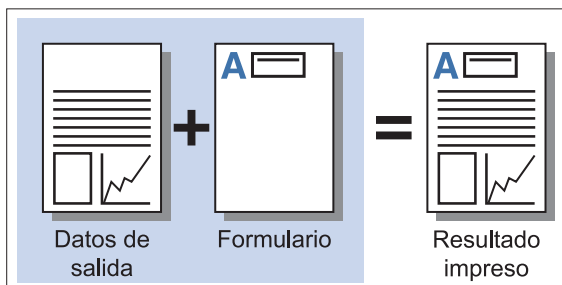 A
A
Datos de
salida
Formulario
Resultado
impreso